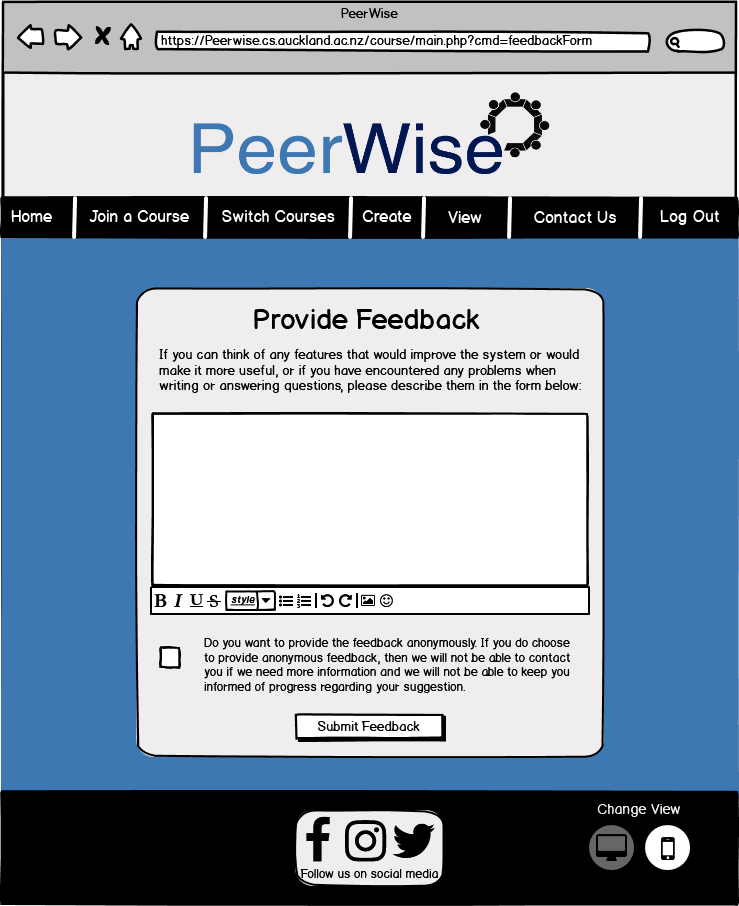 PeerWise
https://Peerwise.cs.auckland.ac.nz/course/main.php?cmd=feedbackForm
PeerWise
Home Join a Course Switch Courses Create View Contact Us Log Out
Provide Feedback
If you can think of any features that would improve the system or would
make it more useful, or if you have encountered any problems when
writing or answering questions, please describe them in the form below:
B I U S style
Do you want to provide the feedback anonymously. If you do choose
to provide anonymous feedback, then we will not be able to contact
you if we need more information and we will not be able to keep you
informed of progress regarding your suggestion.
Submit Feedback
Change View
Follow us on social media